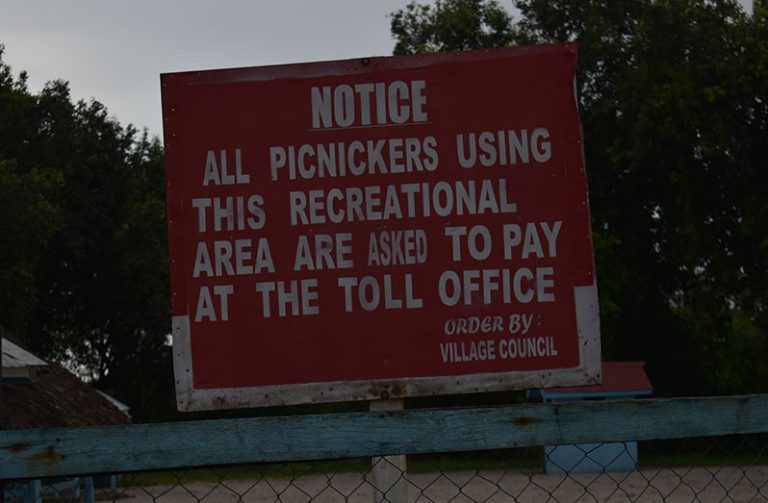 NOTICE
ALL PICNICKERS USING
THIS RECREATIONAL
AREA ARE ASKED TO PAY
AT THE TOLL OFFICE
ORDER BY:
VILLAGE COUNCIL